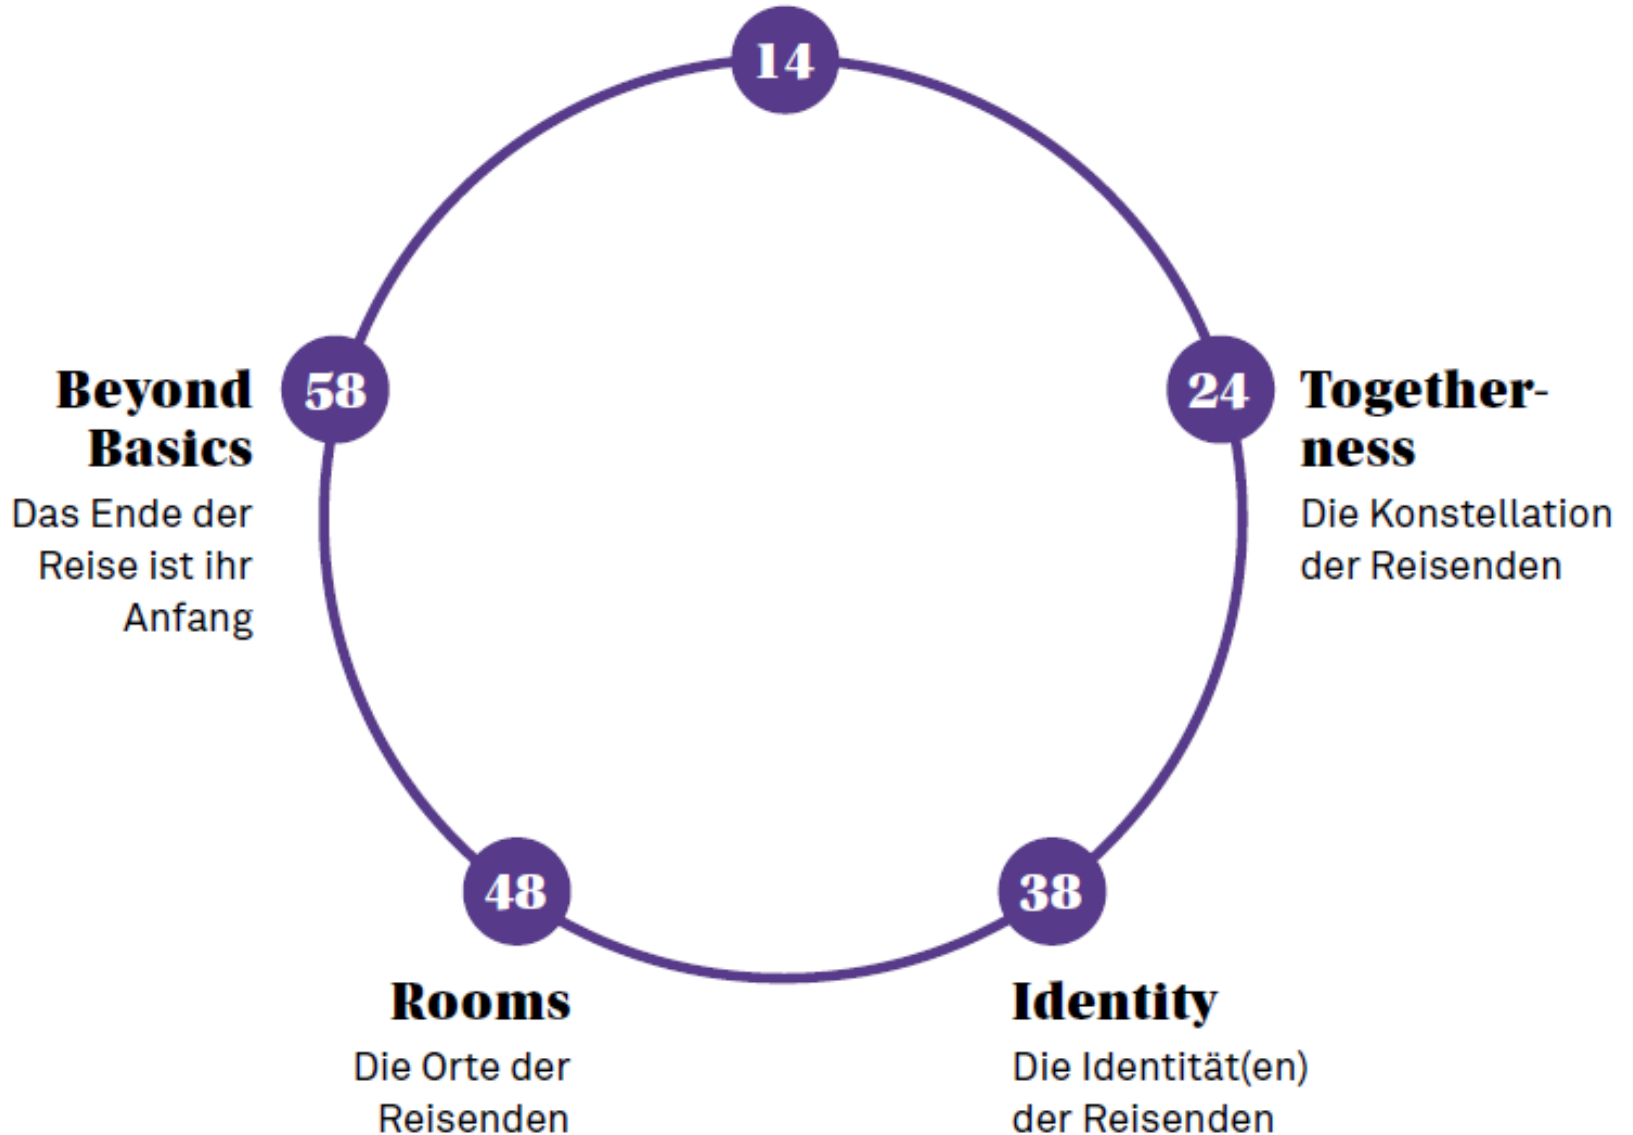 14
58
Beyond
Basics
Das Ende der
Reise ist ihr
Anfang
24
Together-
ness
Die Konstellation
der Reisenden
48
Rooms
Die Orte der
Reisenden
38
Identity
Die Identität(en)
der Reisenden